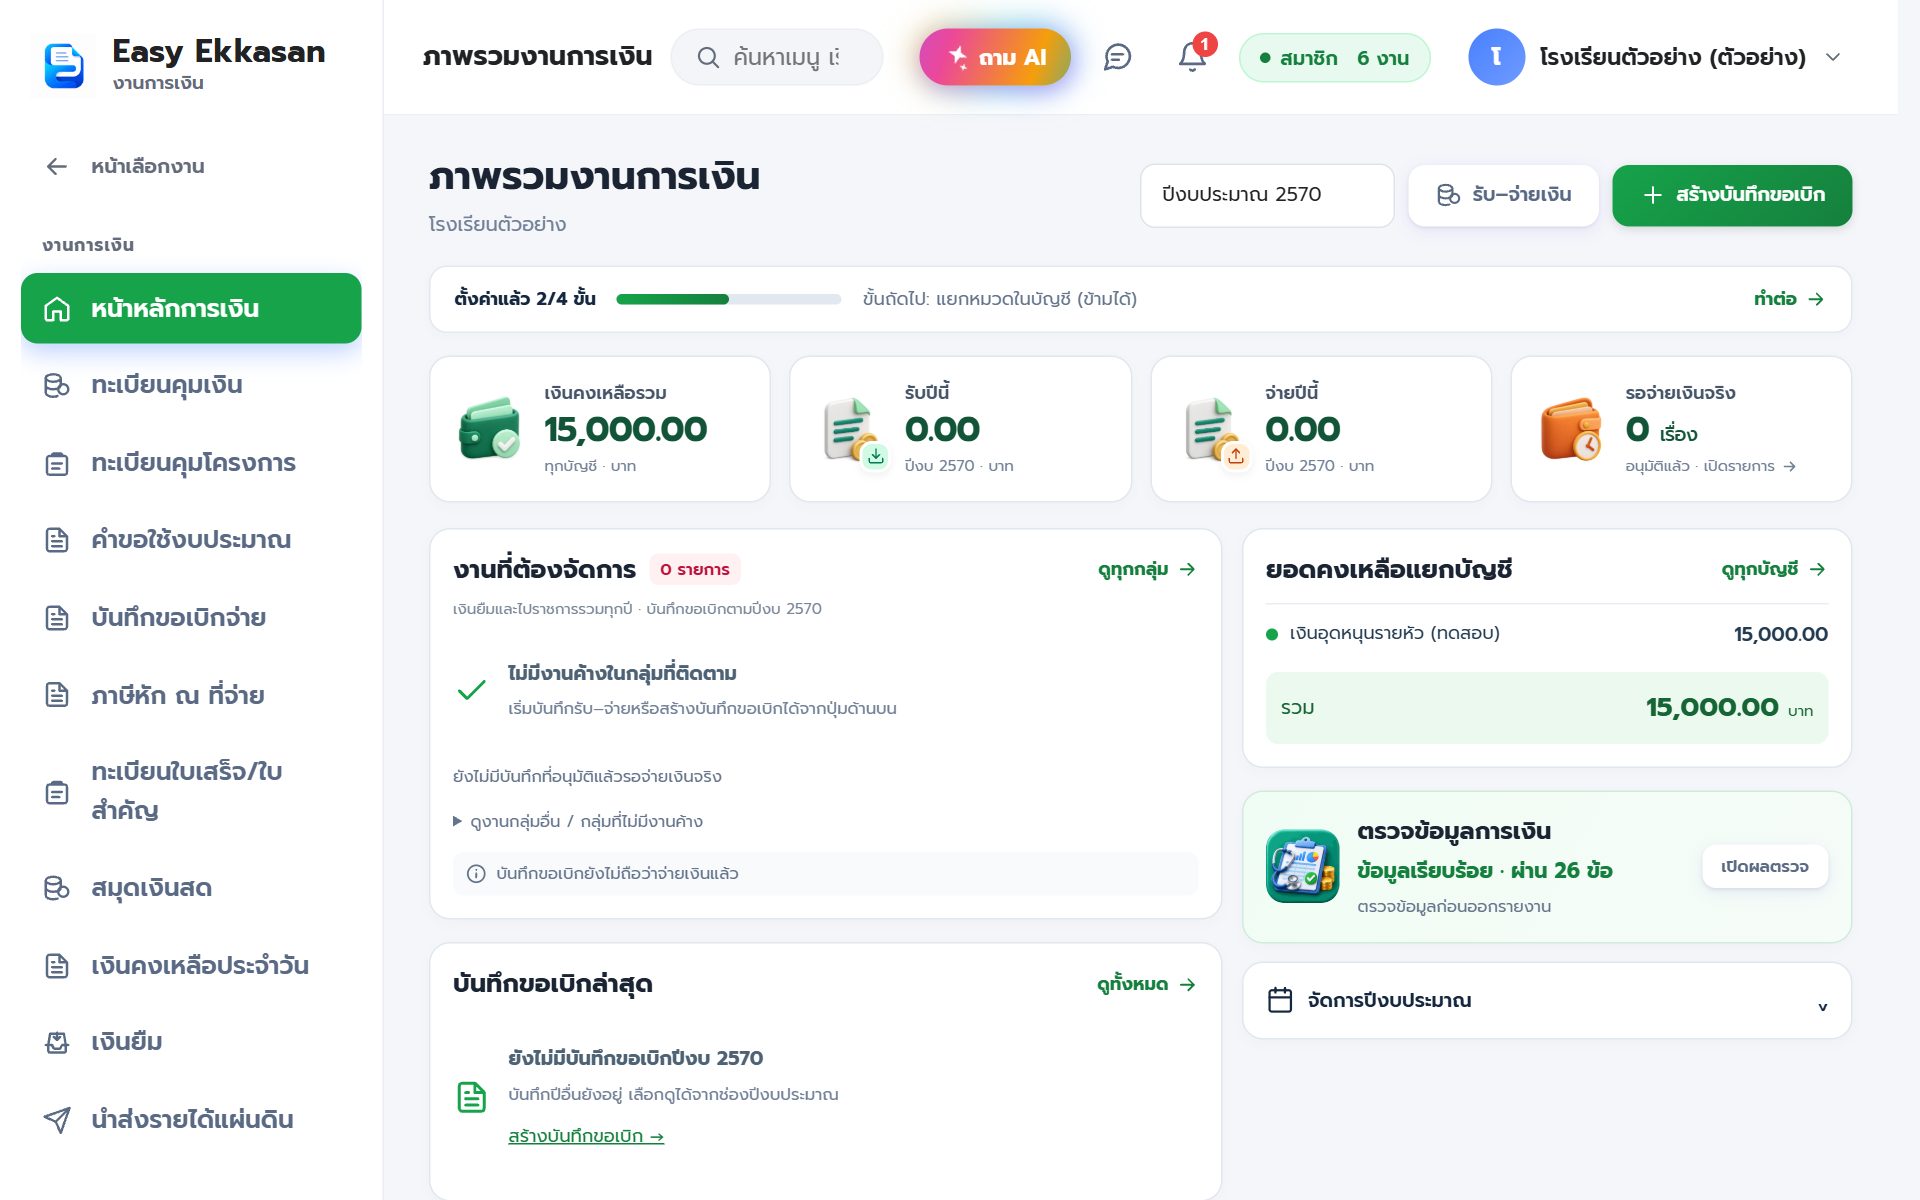 Easy Ekkasan
งานการเงิน
หน้าเลือกงาน
งานการเงิน
หน้าหลักการเงิน
ทะเบียนคุมเงิน
ทะเบียนคุมโครงการ
คำขอใช้งบประมาณ
บันทึกขอเบิกจ่าย
ภาษีหัก ณ ที่จ่าย
ทะเบียนใบเสร็จ/ใบ
สำคัญ
สมุดเงินสด
เงินคงเหลือประจำวัน
เงินยืม
นำส่งรายได้แผ่นดิน
ภาพรวมงานการเงิน
ค้นหาเมนู
ถาม AI
1
สมาชิก 6 งาน
โ
โรงเรียนตัวอย่าง (ตัวอย่าง)
ภาพรวมงานการเงิน
โรงเรียนตัวอย่าง
ปีงบประมาณ 2570
รับ–จ่ายเงิน
สร้างบันทึกขอเบิก
ตั้งค่าแล้ว 2/4 ขั้น
ขั้นถัดไป: แยกหมวดในบัญชี (ข้ามได้)
ทำต่อ →
เงินคงเหลือรวม
15,000.00
ทุกบัญชี · บาท
รับปีนี้
0.00
ปีงบ 2570 · บาท
จ่ายปีนี้
0.00
ปีงบ 2570 · บาท
รอจ่ายเงินจริง
0 เรื่อง
อนุมัติแล้ว · เปิดรายการ →
งานที่ต้องจัดการ
0 รายการ
ดูทุกกลุ่ม →
เงินยืมและไปราชการรวมทุกปี · บันทึกขอเบิกตามปีงบ 2570
ไม่มีงานค้างในกลุ่มที่ติดตาม
เริ่มบันทึกรับ–จ่ายหรือสร้างบันทึกขอเบิกได้จากปุ่มด้านบน
ยังไม่มีบันทึกที่อนุมัติแล้วรอจ่ายเงินจริง
▶ ดูงานกลุ่มอื่น / กลุ่มที่ไม่มีงานค้าง
บันทึกขอเบิกยังไม่ถือว่าจ่ายเงินแล้ว
บันทึกขอเบิกล่าสุด
ดูทั้งหมด →
ยังไม่มีบันทึกขอเบิกปีงบ 2570
บันทึกปีอื่นยังอยู่ เลือกดูได้จากช่องปีงบประมาณ
สร้างบันทึกขอเบิก →
ยอดคงเหลือแยกบัญชี
ดูทุกบัญชี →
เงินอุดหนุนรายหัว (ทดสอบ)
15,000.00
รวม
15,000.00 บาท
ตรวจข้อมูลการเงิน
ข้อมูลเรียบร้อย · ผ่าน 26 ข้อ
ตรวจข้อมูลก่อนออกรายงาน
เปิดผลตรวจ
จัดการปีงบประมาณ